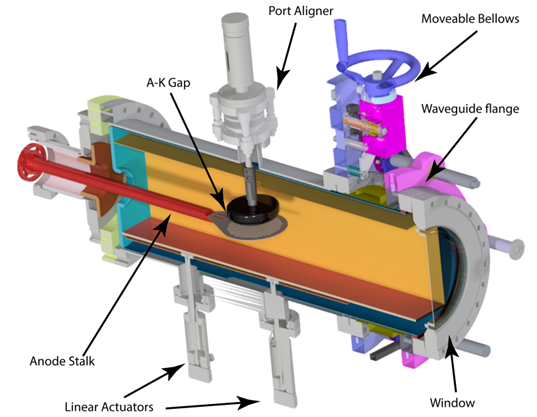 Port Aligner
Moveable Bellows
A-K Gap
Waveguide flange
Anode Stalk
Linear Actuators
Window